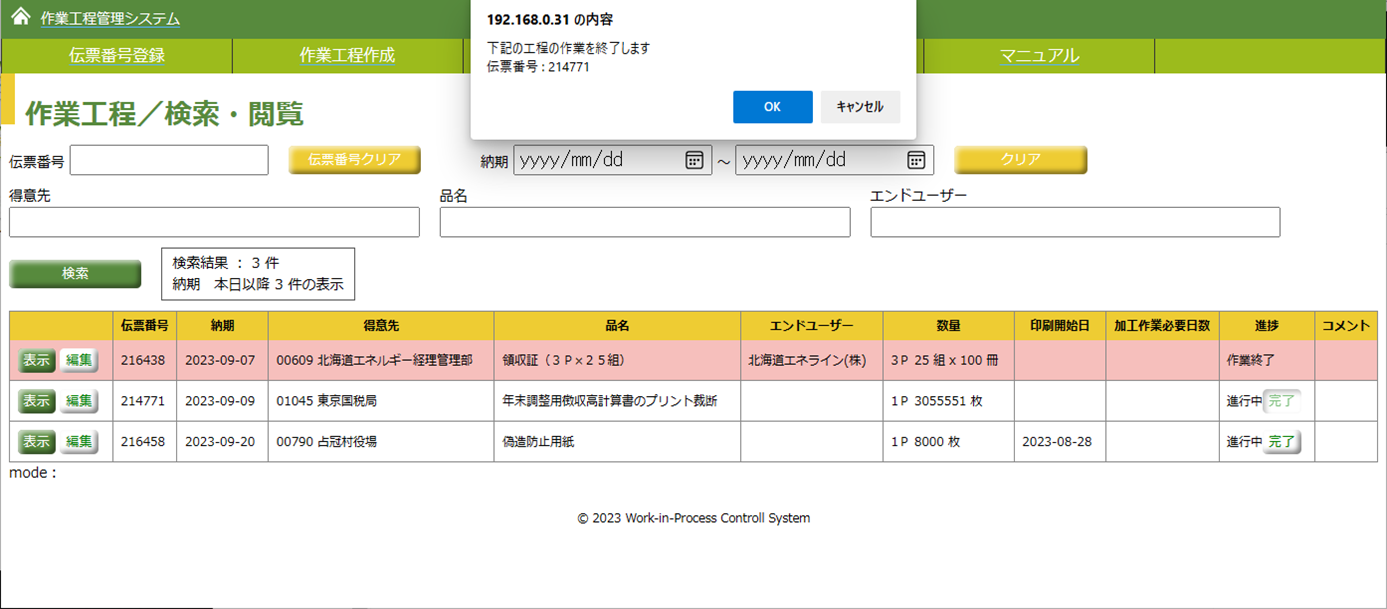 作業工程管理システム
192.168.0.31 の内容
下記の工程の作業を終了します
伝票番号 : 214771
OK キャンセル
伝票番号登録 作業工程作成 マニュアル
作業工程／検索・閲覧
伝票番号 伝票番号クリア 納期 yyyy/mm/dd ～ yyyy/mm/dd クリア
得意先 品名 エンドユーザー
検索 検索結果 ： 3 件
納期 本日以降 3 件の表示
伝票番号 納期 得意先 品名 エンドユーザー 数量 印刷開始日 加工作業必要日数 進捗 コメント
表示 編集 216438 2023-09-07 00609 北海道エネルギー経理管理部 領収証（３Ｐ×２５組） 北海道エネライン(株) 3Ｐ 25 組 x 100 冊 作業終了
表示 編集 214771 2023-09-09 01045 東京国税局 年末調整用徴収高計算書のプリント裁断 1Ｐ 3055551 枚 進行中 完了
表示 編集 216458 2023-09-20 00790 占冠村役場 偽造防止用紙 1Ｐ 8000 枚 2023-08-28 進行中 完了
mode :
© 2023 Work-in-Process Controll System